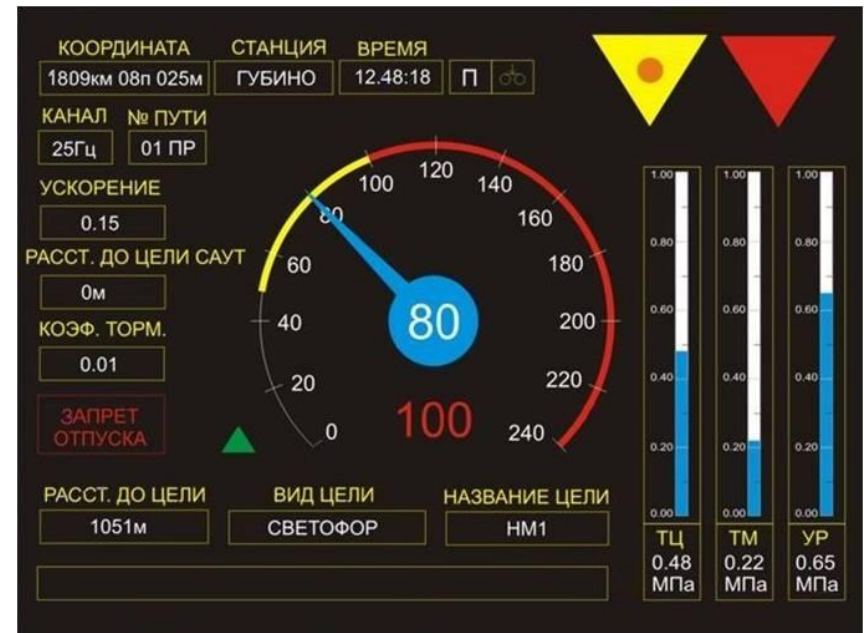 КООРДИНАТА СТАНЦИЯ ВРЕМЯ
1809км 08п 025м ГУБИНО 12.48:18 П
КАНАЛ № ПУТИ
25Гц 01 ПР
УСКОРЕНИЕ
0.15
РАССТ. ДО ЦЕЛИ САУТ
0м
КОЭФ. ТОРМ.
0.01
ЗАПРЕТ
ОТПУСКА
0
20
40
60
80
100
120
140
160
180
200
220
240
80
100
РАССТ. ДО ЦЕЛИ ВИД ЦЕЛИ НАЗВАНИЕ ЦЕЛИ
1051м СВЕТОФОР НМ1
1.00 1.00 1.00
0.80 0.80 0.80
0.60 0.60 0.60
0.40 0.40 0.40
0.20 0.20 0.20
0.00 0.00 0.00
ТЦ ТМ УР
0.48 0.22 0.65
МПа МПа МПа